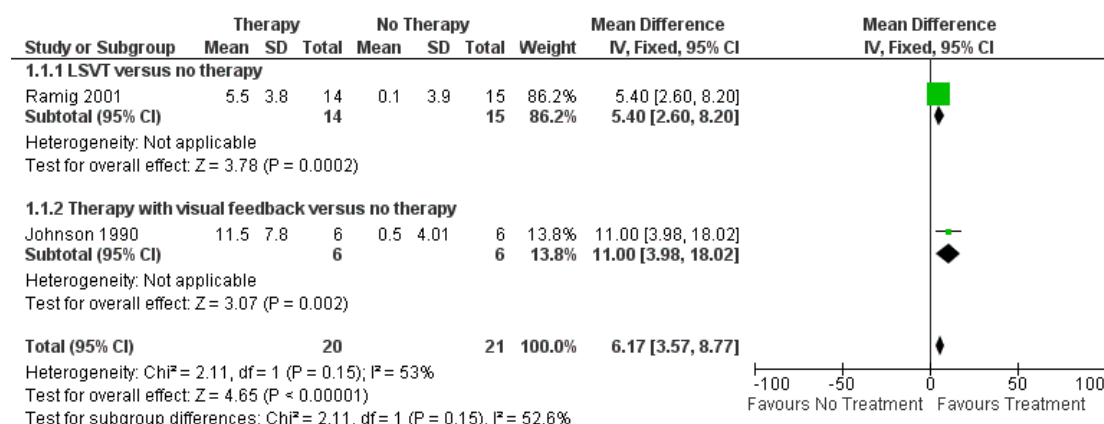 Therapy No Therapy Mean Difference Mean Difference
Study or Subgroup Mean SD Total Mean SD Total Weight IV, Fixed, 95% CI IV, Fixed, 95% CI
1.1.1 LSVT versus no therapy
Ramig 2001 5.5 3.8 14 0.1 3.9 15 86.2% 5.40 [2.60, 8.20]
Subtotal (95% CI) 14 15 86.2% 5.40 [2.60, 8.20]
Heterogeneity: Not applicable
Test for overall effect: Z = 3.78 (P = 0.0002)
1.1.2 Therapy with visual feedback versus no therapy
Johnson 1990 11.5 7.8 6 0.5 4.01 6 13.8% 11.00 [3.98, 18.02]
Subtotal (95% CI) 6 6 13.8% 11.00 [3.98, 18.02]
Heterogeneity: Not applicable
Test for overall effect: Z = 3.07 (P = 0.002)
Total (95% CI) 20 21 100.0% 6.17 [3.57, 8.77]
Heterogeneity: Chi² = 2.11, df = 1 (P = 0.15); I² = 53%
Test for overall effect: Z = 4.65 (P < 0.00001)
Test for subgroup differences: Chi² = 2.11, df = 1 (P = 0.15), I² = 52.6%
-100 0 50 100
Favours No Treatment Favours Treatment